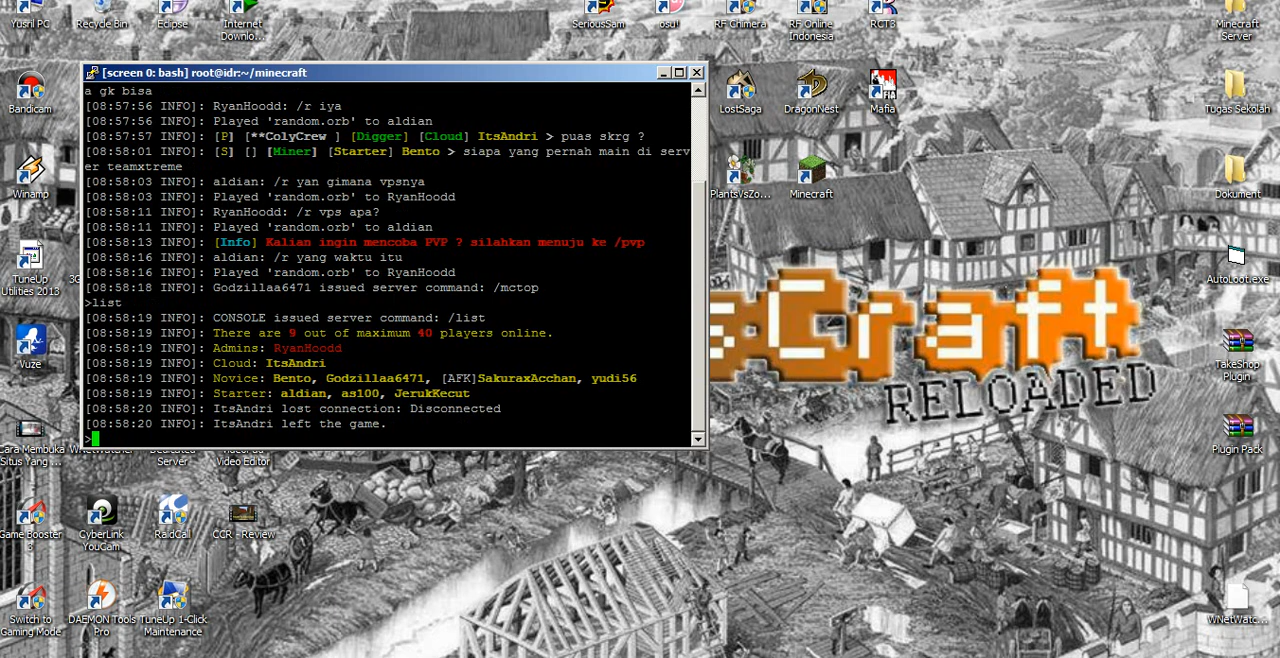 Yusril PC
Recycle Bin
Eclipse
Internet
Downlo...
SeriousSam
osu!
RF Chimera
RF Online
Indonesia
RCT3
Minecraft
Server
[screen 0: bash] root@idr:~/minecraft
a gk bisa
[08:57:56 INFO]: RyanHoodd: /r iya
[08:57:56 INFO]: Played 'random.orb' to aldian
[08:57:57 INFO]: [P] [**ColyCrew ] [Digger] [Cloud] ItsAndri > puas skrg ?
[08:58:01 INFO]: [S] [] [Miner] [Starter] Bento > siapa yang pernah main di serv
er teamxtreme
[08:58:03 INFO]: aldian: /r yan gimana vpsnya
[08:58:03 INFO]: Played 'random.orb' to RyanHoodd
[08:58:11 INFO]: RyanHoodd: /r vps apa?
[08:58:11 INFO]: Played 'random.orb' to aldian
[08:58:13 INFO]: [Info] Kalian ingin mencoba PVP ? silahkan menuju ke /pvp
[08:58:16 INFO]: aldian: /r yang waktu itu
[08:58:16 INFO]: Played 'random.orb' to RyanHoodd
[08:58:18 INFO]: Godzillaa6471 issued server command: /mctop
>list
[08:58:19 INFO]: CONSOLE issued server command: /list
[08:58:19 INFO]: There are 9 out of maximum 40 players online.
[08:58:19 INFO]: Admins: RyanHoodd
[08:58:19 INFO]: Cloud: ItsAndri
[08:58:19 INFO]: Novice: Bento, Godzillaa6471, [AFK]SakuraxAcchan, yudi56
[08:58:19 INFO]: Starter: aldian, as100, JerukKecut
[08:58:20 INFO]: ItsAndri lost connection: Disconnected
[08:58:20 INFO]: ItsAndri left the game.
>
Bandicam
LostSaga
DragonNest
Mafia
Tugas Sekolah
Winamp
PlantsVsZo...
Minecraft
Dokument
TuneUp
Utilities 2013
AutoLoot.exe
sCraft
RELOADED
Vuze
TakeShop
Plugin
Cara Membuka
Situs Yang ...
Server
Video Editor
Plugin Pack
Game Booster
3
CyberLink
YouCam
RaidCall
CCR - Review
Switch to
Gaming Mode
DAEMON Tools
Pro
TuneUp 1-Click
Maintenance
WNetWatc...